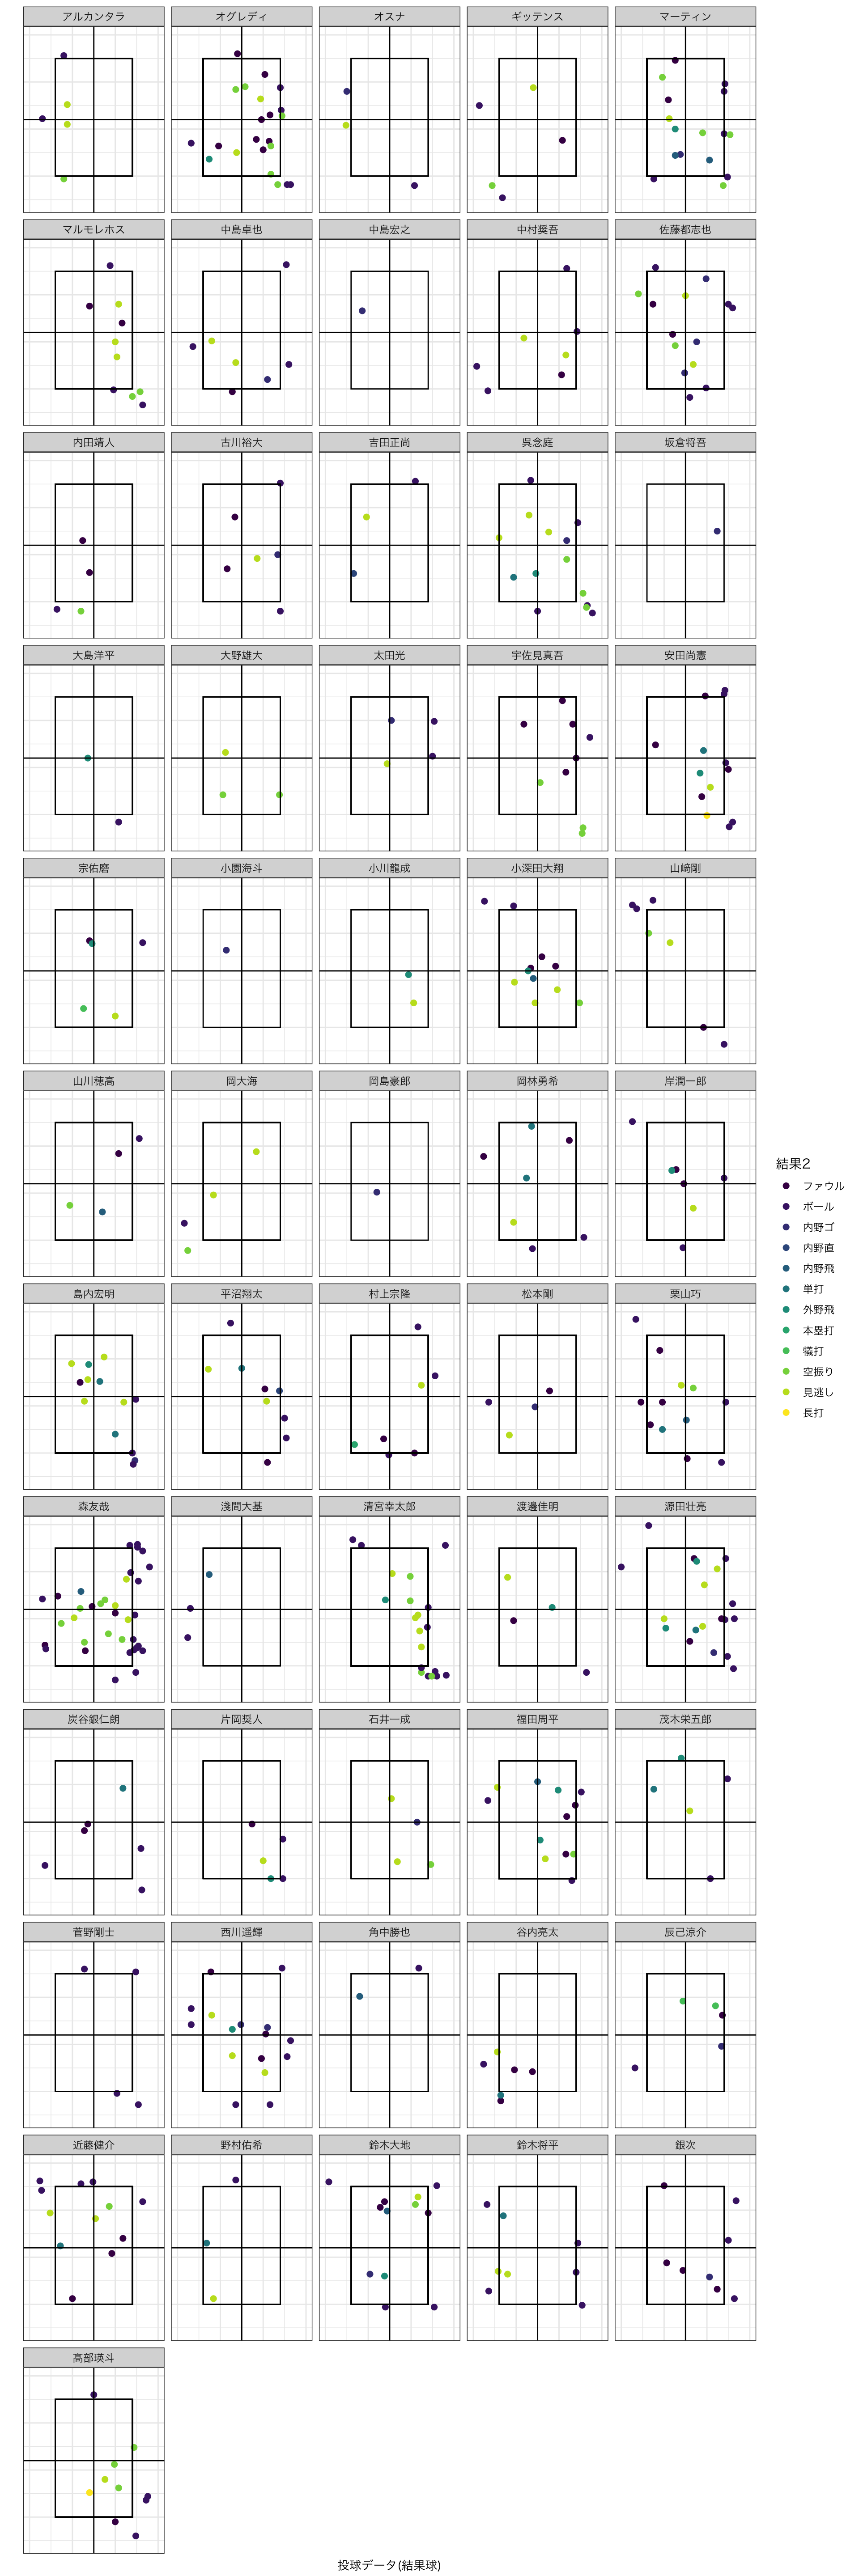 アルカンタラ
オグレディ
オスナ
ギッテンス
マーティン
マルモレホス
中島卓也
中島宏之
中村奨吾
佐藤都志也
内田靖人
古川裕大
吉田正尚
呉念庭
坂倉将吾
大島洋平
大野雄大
太田光
宇佐見真吾
安田尚憲
宗佑磨
小園海斗
小川龍成
小深田大翔
山﨑剛
山川穂高
岡大海
岡島豪郎
岡林勇希
岸潤一郎
島内宏明
平沼翔太
村上宗隆
松本剛
栗山巧
森友哉
淺間大基
清宮幸太郎
渡邊佳明
源田壮亮
炭谷銀仁朗
片岡奨人
石井一成
福田周平
茂木栄五郎
菅野剛士
西川遥輝
角中勝也
谷内亮太
辰己涼介
近藤健介
野村佑希
鈴木大地
鈴木将平
銀次
髙部瑛斗
結果2
ファウル
ボール
内野ゴ
内野直
内野飛
単打
外野飛
本塁打
犠打
空振り
見逃し
長打
投球データ(結果球)